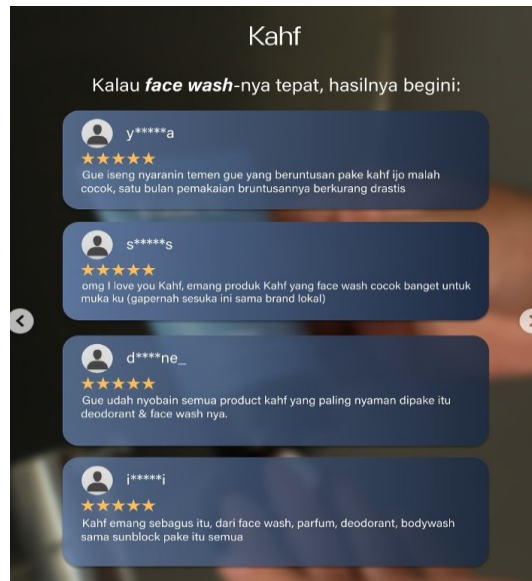 Kahf
Kalau face wash-nya tepat, hasilnya begini:
y*****a
Gue iseng nyaranin temen gue yang beruntusan pake kahf ijo malah
cocok, satu bulan pemakaian bruntusannya berkurang drastis
s*****s
omg I love you Kahf, emang produk Kahf yang face wash cocok banget untuk
muka ku (gapernah sesuka ini sama brand lokal)
d****ne_
Gue udah nyobain semua product kahf yang paling nyaman dipake itu
deodorant & face wash nya.
i*****i
Kahf emang sebagus itu, dari face wash, parfum, deodorant, bodywash
sama sunblock pake itu semua